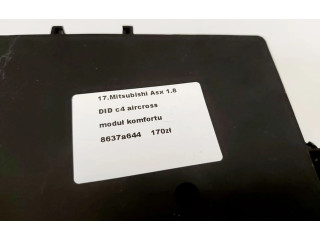 17.Mitsubishi Asx 1.8
DID c4 aircross
moduł komfortu
8637a644 170zł